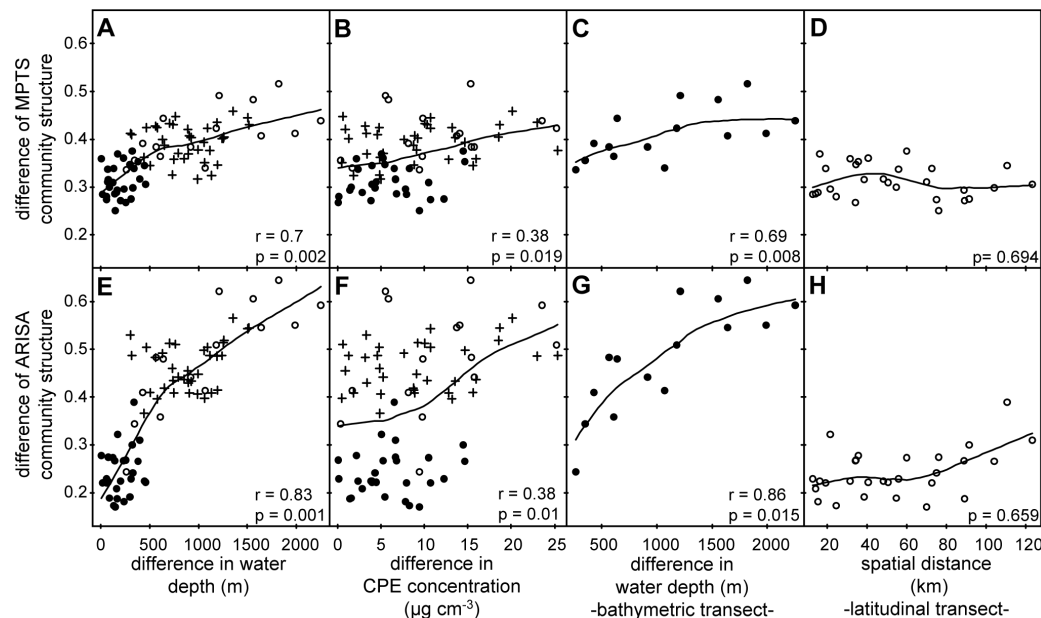 A
B
C
D
difference of MPTS
community structure
0.6
0.5
0.4
0.3
0.2
r = 0.7
p = 0.002
r = 0.38
p = 0.019
r = 0.69
p = 0.008
p= 0.694
E
F
G
H
difference of ARISA
community structure
0.6
0.5
0.4
0.3
0.2
r = 0.83
p = 0.001
r = 0.38
p = 0.01
r = 0.86
p = 0.015
p = 0.659
0 500 1000 1500 2000
0 5 10 15 20 25
500 1000 1500 2000
20 40 60 80 100 120
difference in water
depth (m)
difference in
CPE concentration
(µg cm-3)
difference in
water depth (m)
-bathymetric transect-
spatial distance
(km)
-latitudinal transect-